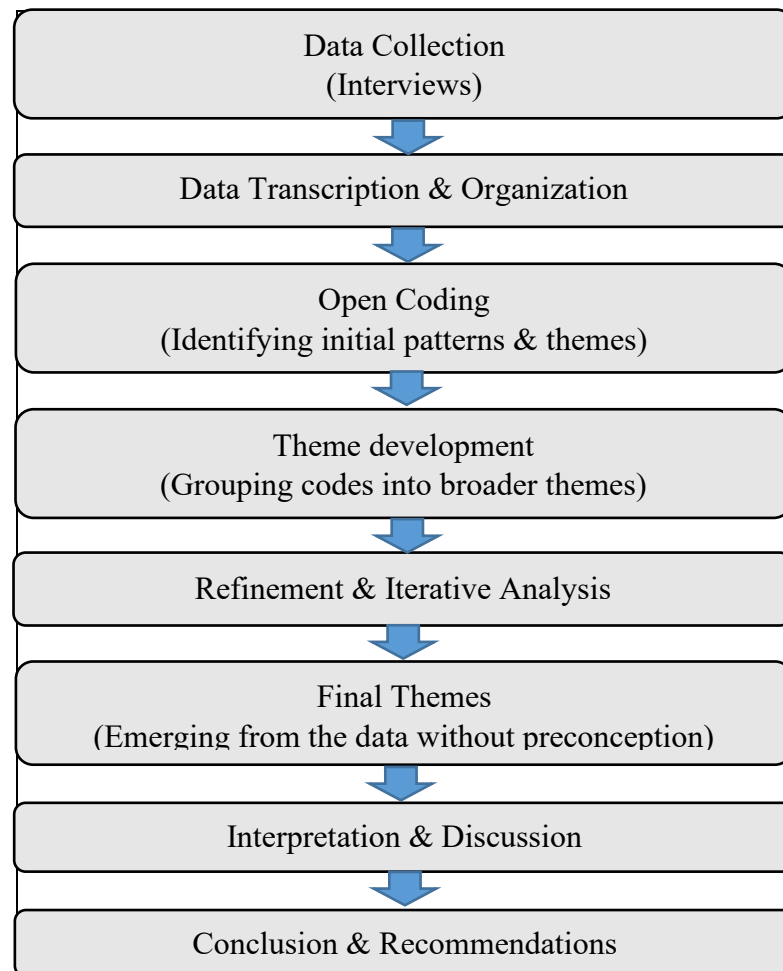 Data Collection
(Interviews)
Data Transcription & Organization
Open Coding
(Identifying initial patterns & themes)
Theme development
(Grouping codes into broader themes)
Refinement & Iterative Analysis
Final Themes
(Emerging from the data without preconception)
Interpretation & Discussion
Conclusion & Recommendations